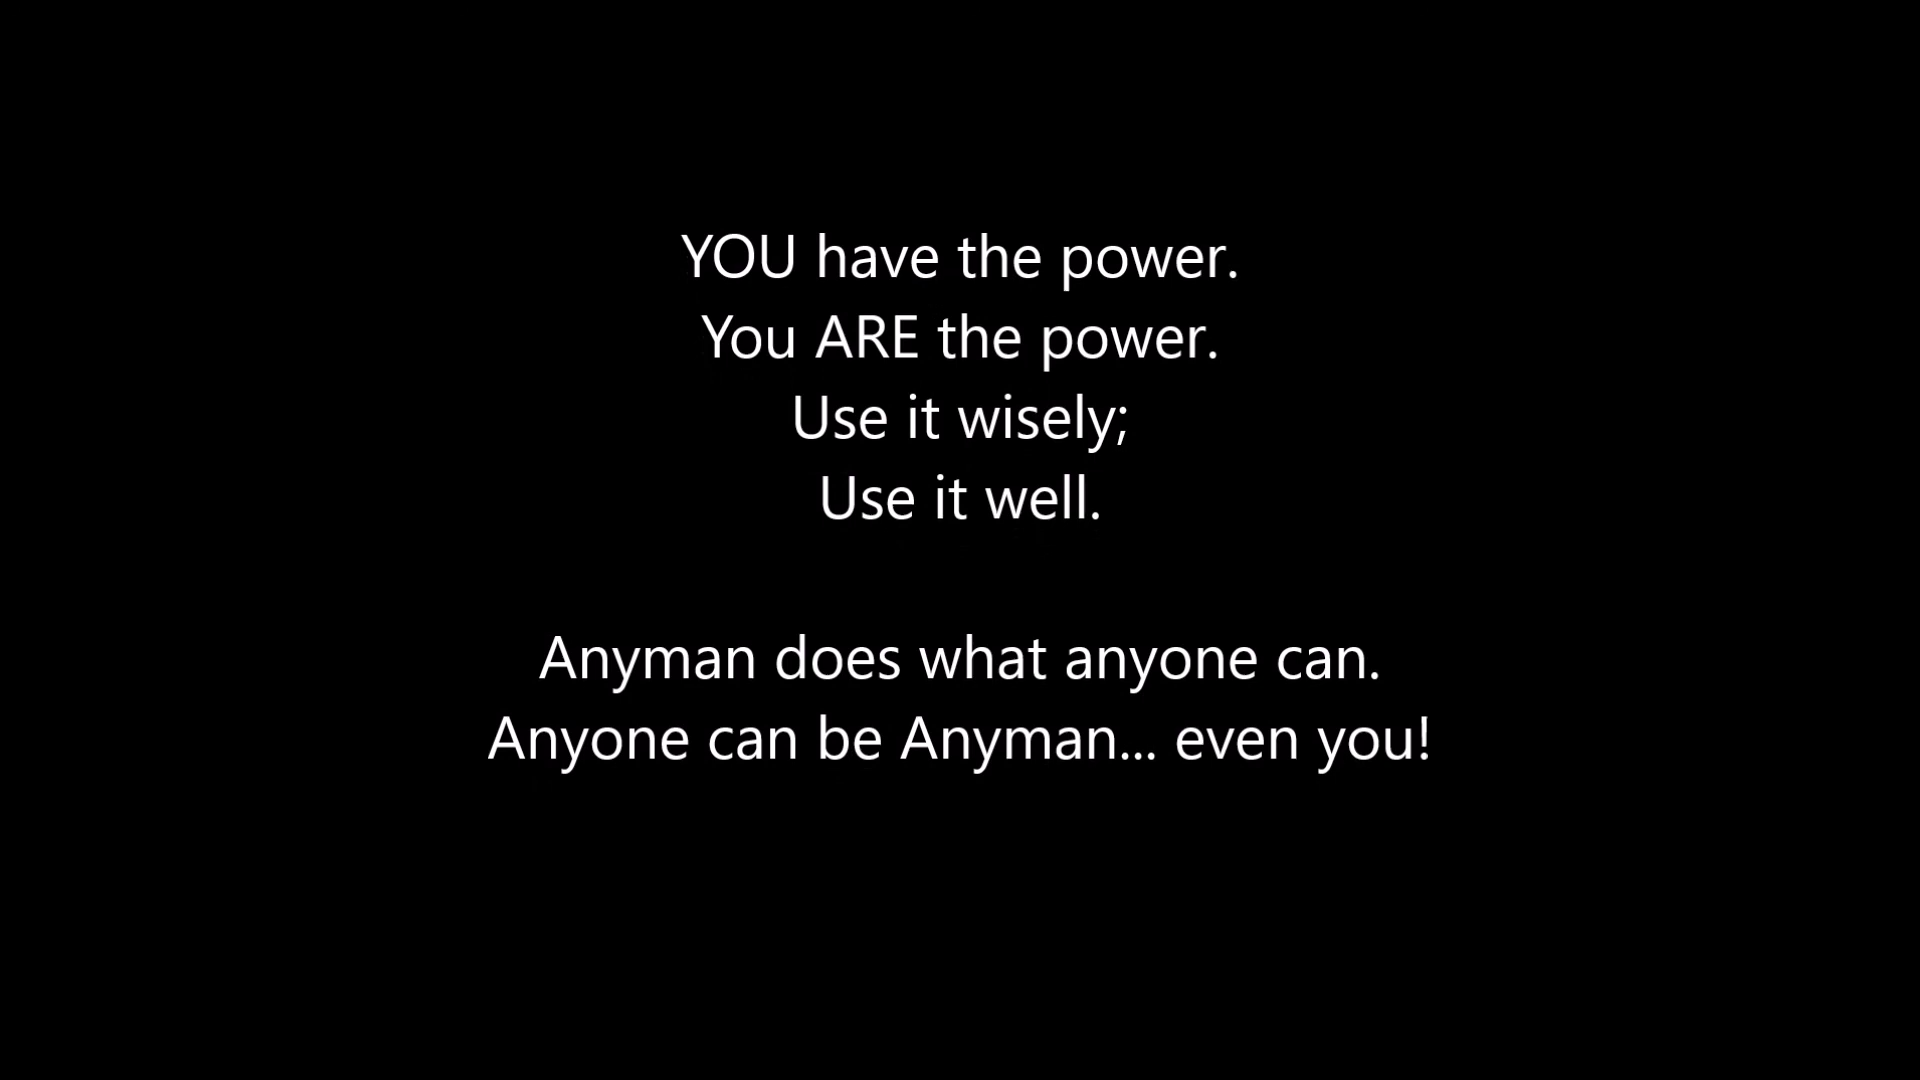 YOU have the power.
You ARE the power.
Use it wisely;
Use it well.
Anyman does what anyone can.
Anyone can be Anyman... even you!